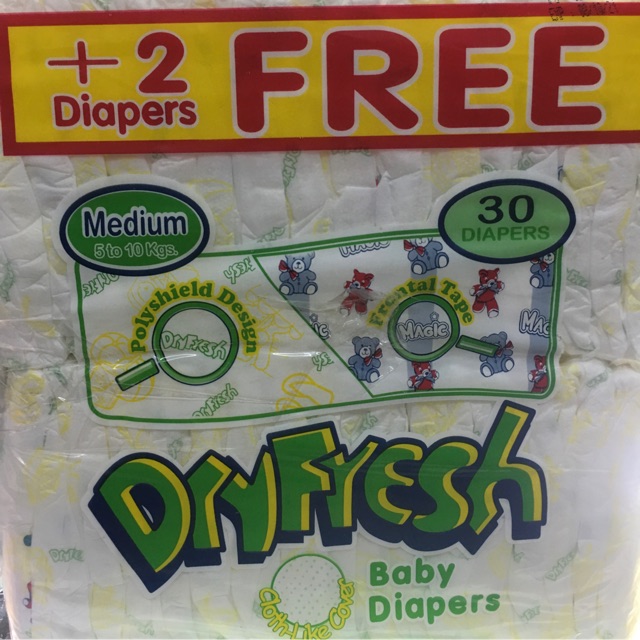 +2
Diapers
FREE
Medium
5 to 10 Kgs.
30
DIAPERS
Polyshield Design
DRYFRESH
Frontal Tape
MAGIC
DRYFRESH
Cloth-Like Cover
Baby
Diapers